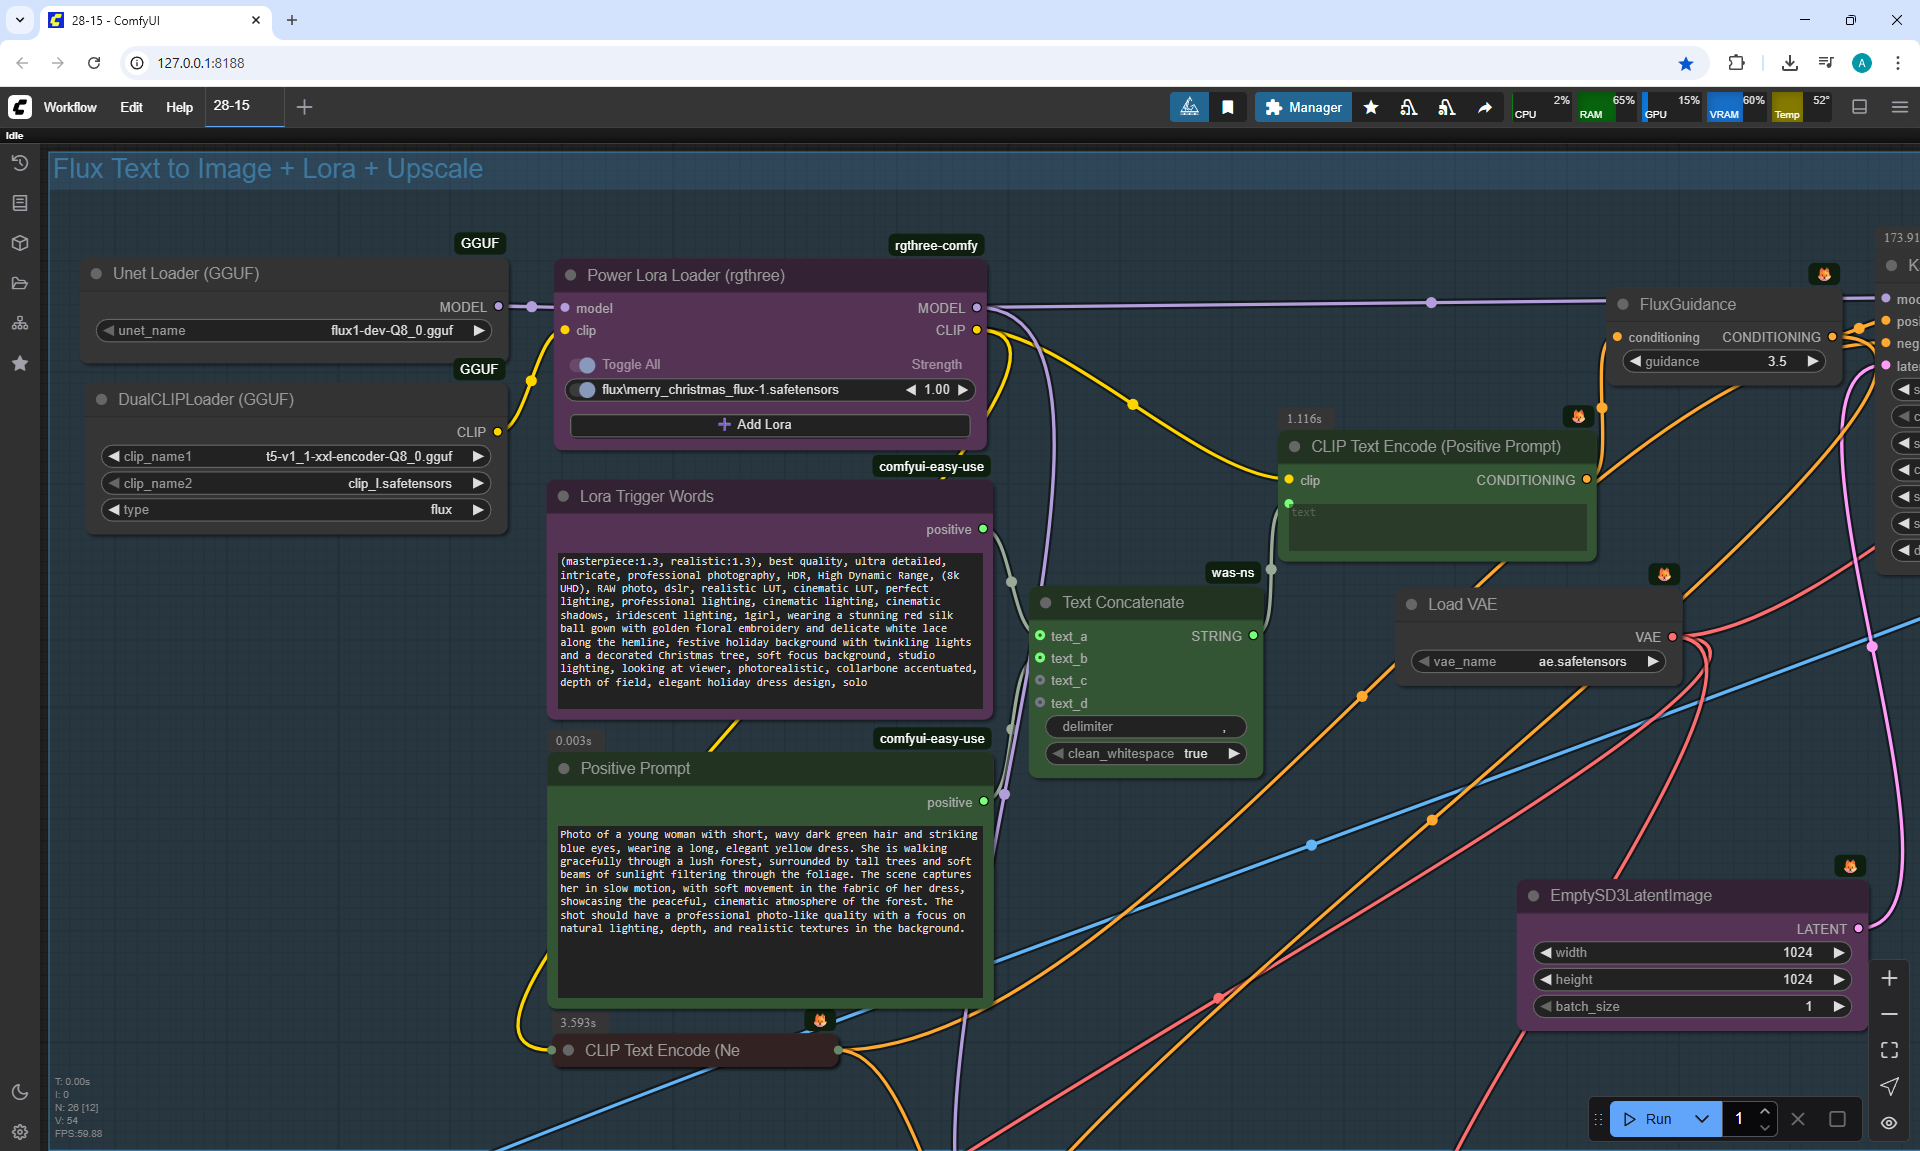 28-15 - ComfyUI
127.0.0.1:8188
Workflow Edit Help 28-15
Manager
CPU 2% RAM 65% GPU 15% VRAM 60% Temp 52°
Idle
Flux Text to Image + Lora + Upscale
GGUF
Unet Loader (GGUF)
MODEL
unet_name flux1-dev-Q8_0.gguf
GGUF
DualCLIPLoader (GGUF)
CLIP
clip_name1 t5-v1_1-xxl-encoder-Q8_0.gguf
clip_name2 clip_l.safetensors
type flux
rgthree-comfy
Power Lora Loader (rgthree)
model MODEL
clip CLIP
Toggle All Strength
flux\merry_christmas_flux-1.safetensors 1.00
Add Lora
comfyui-easy-use
Lora Trigger Words
positive
(masterpiece:1.3, realistic:1.3), best quality, ultra detailed,
intricate, professional photography, HDR, High Dynamic Range, (8k
UHD), RAW photo, dslr, realistic LUT, cinematic LUT, perfect
lighting, professional lighting, cinematic lighting, cinematic
shadows, iridescent lighting, 1girl, wearing a stunning red silk
ball gown with golden floral embroidery and delicate white lace
along the hemline, festive holiday background with twinkling lights
and a decorated Christmas tree, soft focus background, studio
lighting, looking at viewer, photorealistic, collarbone accentuated,
depth of field, elegant holiday dress design, solo
0.003s
comfyui-easy-use
Positive Prompt
positive
Photo of a young woman with short, wavy dark green hair and striking
blue eyes, wearing a long, elegant yellow dress. She is walking
gracefully through a lush forest, surrounded by tall trees and soft
beams of sunlight filtering through the foliage. The scene captures
her in slow motion, with soft movement in the fabric of her dress,
showcasing the peaceful, cinematic atmosphere of the forest. The
shot should have a professional photo-like quality with a focus on
natural lighting, depth, and realistic textures in the background.
3.593s
CLIP Text Encode (Ne
was-ns
Text Concatenate
text_a STRING
text_b
text_c
text_d
delimiter ,
clean_whitespace true
1.116s
CLIP Text Encode (Positive Prompt)
clip CONDITIONING
text
FluxGuidance
conditioning CONDITIONING
guidance 3.5
Load VAE
VAE
vae_name ae.safetensors
EmptySD3LatentImage
LATENT
width 1024
height 1024
batch_size 1
173.91
K
mod
posi
neg
late
s
c
s
c
s
s
d
T: 0.00s
I: 0
N: 26 [12]
V: 54
FPS:59.88
Run 1
A